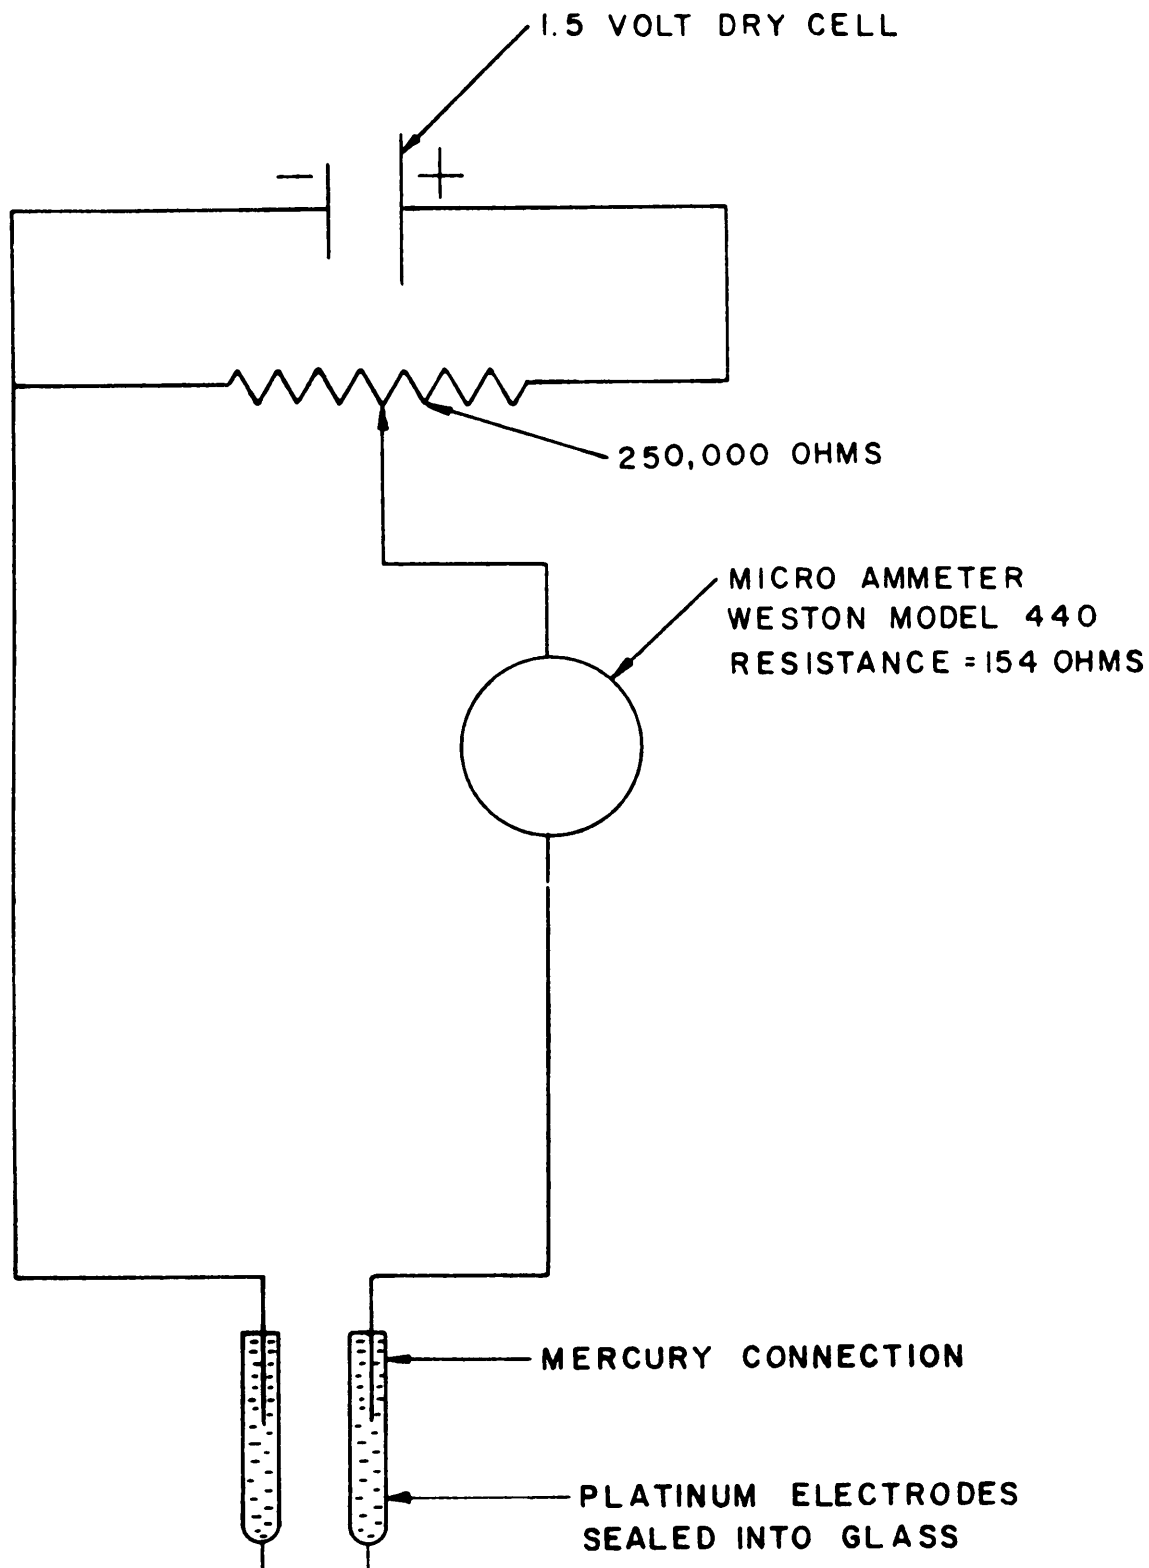 1.5 VOLT DRY CELL
− +
250,000 OHMS
MICRO AMMETER
WESTON MODEL 440
RESISTANCE = 154 OHMS
MERCURY CONNECTION
PLATINUM ELECTRODES
SEALED INTO GLASS